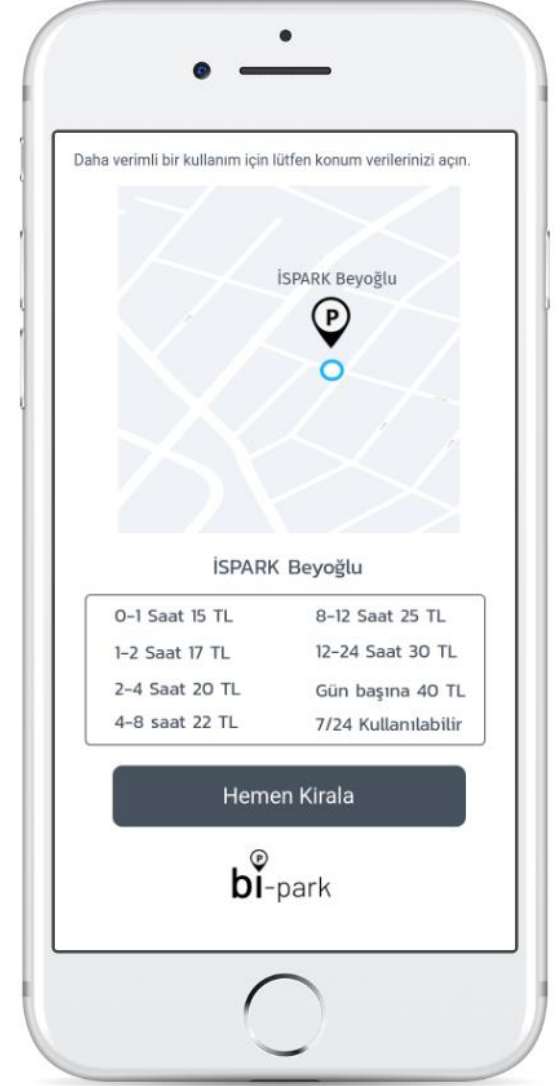 Daha verimli bir kullanım için lütfen konum verilerinizi açın.
İSPARK Beyoğlu
P
İSPARK Beyoğlu
0-1 Saat 15 TL
1-2 Saat 17 TL
2-4 Saat 20 TL
4-8 saat 22 TL
8-12 Saat 25 TL
12-24 Saat 30 TL
Gün başına 40 TL
7/24 Kullanılabilir
Hemen Kirala
P
bi-park